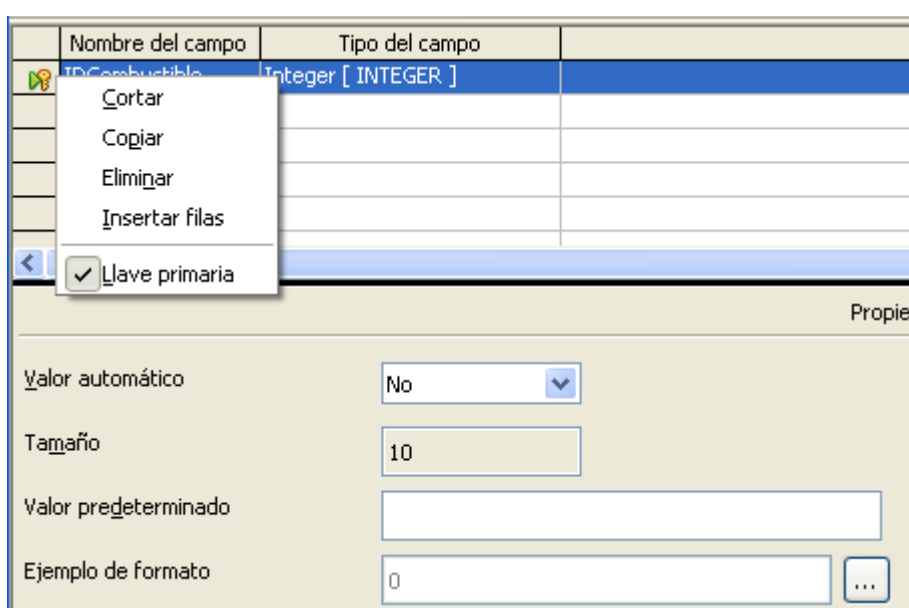 Nombre del campo Tipo del campo
IDCombustible Integer [ INTEGER ]
Cortar
Copiar
Eliminar
Insertar filas
Llave primaria
Propie
Valor automático No
Tamaño 10
Valor predeterminado
Ejemplo de formato 0 ...